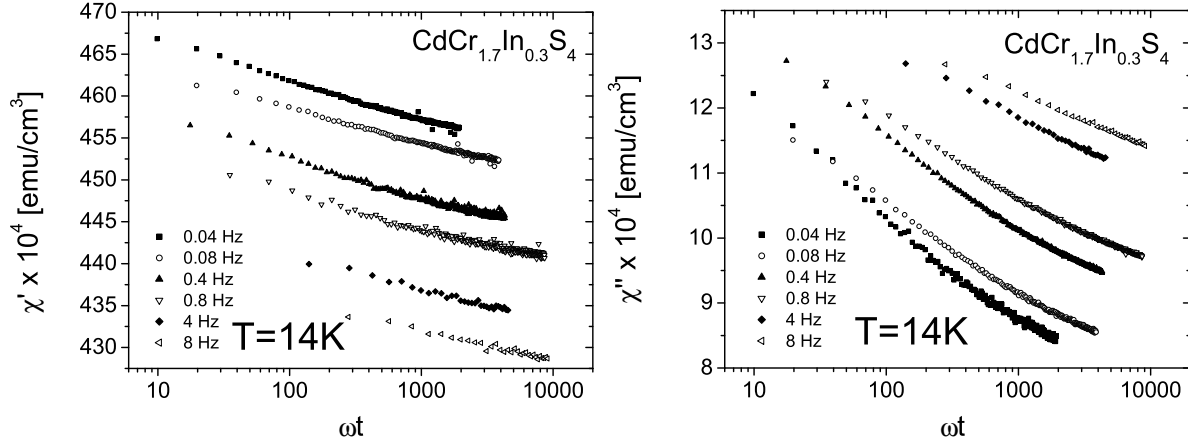 CdCr1.7In0.3S4
470
465
460
455
450
445
440
435
430
χ' x 10⁴ [emu/cm³]
0.04 Hz
0.08 Hz
0.4 Hz
0.8 Hz
4 Hz
8 Hz
T=14K
10
100
1000
10000
ωt
CdCr1.7In0.3S4
13
12
11
10
9
8
χ'' x 10⁴ [emu/cm³]
0.04 Hz
0.08 Hz
0.4 Hz
0.8 Hz
4 Hz
8 Hz
T=14K
10
100
1000
10000
ωt